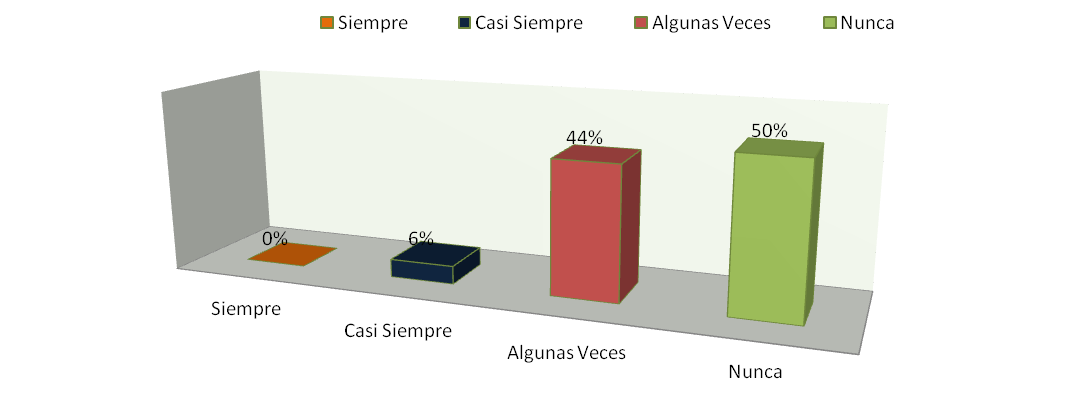 Siempre Casi Siempre Algunas Veces Nunca
50%
44%
0%
6%
Siempre
Casi Siempre
Algunas Veces
Nunca